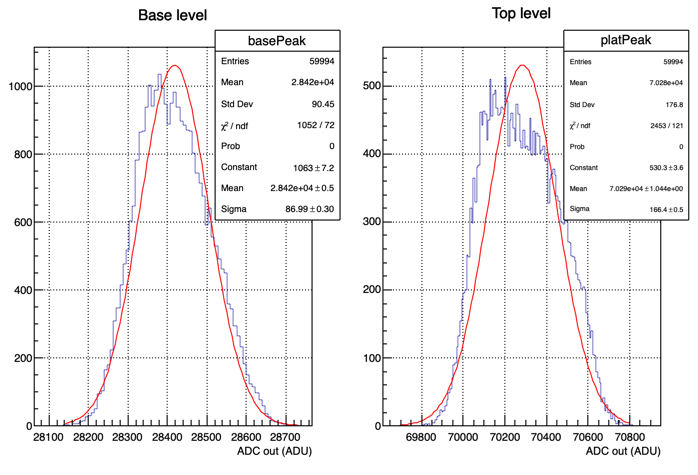 Base level
basePeak
Entries 59994
Mean 2.842e+04
Std Dev 90.45
χ² / ndf 1052 / 72
Prob 0
Constant 1063 ± 7.2
Mean 2.842e+04 ± 0.5
Sigma 86.99 ± 0.30
1000
800
600
400
200
0
28100 28200 28300 28400 28500 28600 28700
ADC out (ADU)
Top level
platPeak
Entries 59994
Mean 7.028e+04
Std Dev 176.8
χ² / ndf 2453 / 121
Prob 0
Constant 530.3 ± 3.6
Mean 7.029e+04 ± 1.044e+00
Sigma 166.4 ± 0.5
500
400
300
200
100
0
69800 70000 70200 70400 70600 70800
ADC out (ADU)